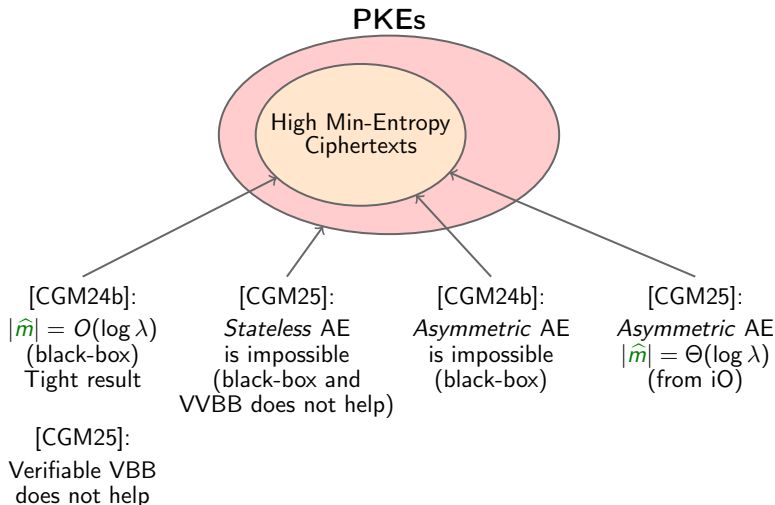 PKEs
High Min-Entropy
Ciphertexts
[CGM24b]:
|m̂| = O(log λ)
(black-box)
Tight result
[CGM25]:
Verifiable VBB
does not help
[CGM25]:
Stateless AE
is impossible
(black-box and
VVBB does not help)
[CGM24b]:
Asymmetric AE
is impossible
(black-box)
[CGM25]:
Asymmetric AE
|m̂| = Θ(log λ)
(from iO)